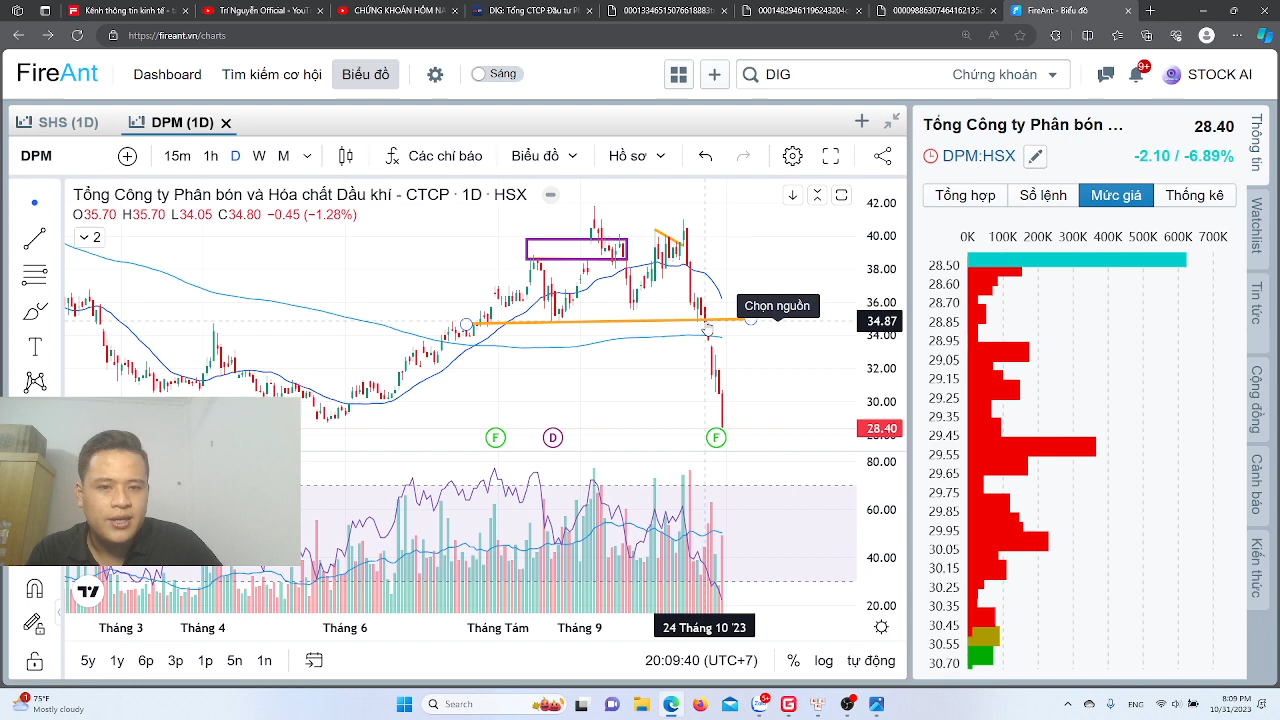 Kênh thông tin kinh tế - t
Trí Nguyễn Official - YouT
CHỨNG KHOÁN HÔM NA
DIG: Tổng CTCP Đầu tư P
0001334651507661888
000148294611962432
00009886307464162135
FireAnt - Biểu đồ
https://fireant.vn/charts
FireAnt
Dashboard
Tìm kiếm cơ hội
Biểu đồ
Sáng
DIG
Chứng khoán
9+
STOCK AI
SHS (1D)
DPM (1D)
DPM
15m 1h D W M
Các chỉ báo
Biểu đồ
Hồ sơ
Tổng Công ty Phân bón và Hóa chất Dầu khí - CTCP · 1D · HSX
O35.70 H35.70 L34.05 C34.80 −0.45 (−1.28%)
2
42.00
40.00
38.00
36.00
Chọn nguồn
34.87
34.00
32.00
30.00
28.40
F D F
80.00
60.00
40.00
20.00
Tháng 3 Tháng 4 Tháng 6 Tháng Tám Tháng 9 24 Tháng 10 '23
5y 1y 6p 3p 1p 5n 1n
20:09:40 (UTC+7)
% log tự động
Tổng Công ty Phân bón ...
28.40
DPM:HSX
-2.10 / -6.89%
Tổng hợp
Sổ lệnh
Mức giá
Thống kê
0K 100K 200K 300K 400K 500K 600K 700K
28.50
28.60
28.70
28.85
28.95
29.05
29.15
29.25
29.35
29.45
29.55
29.65
29.75
29.85
29.95
30.05
30.15
30.25
30.35
30.45
30.55
30.70
Thông tin
Watchlist
Tin tức
Cộng đồng
Cảnh báo
Kiến thức
1
75°F
Mostly cloudy
Search
5+
ENG
8:09 PM
10/31/2023